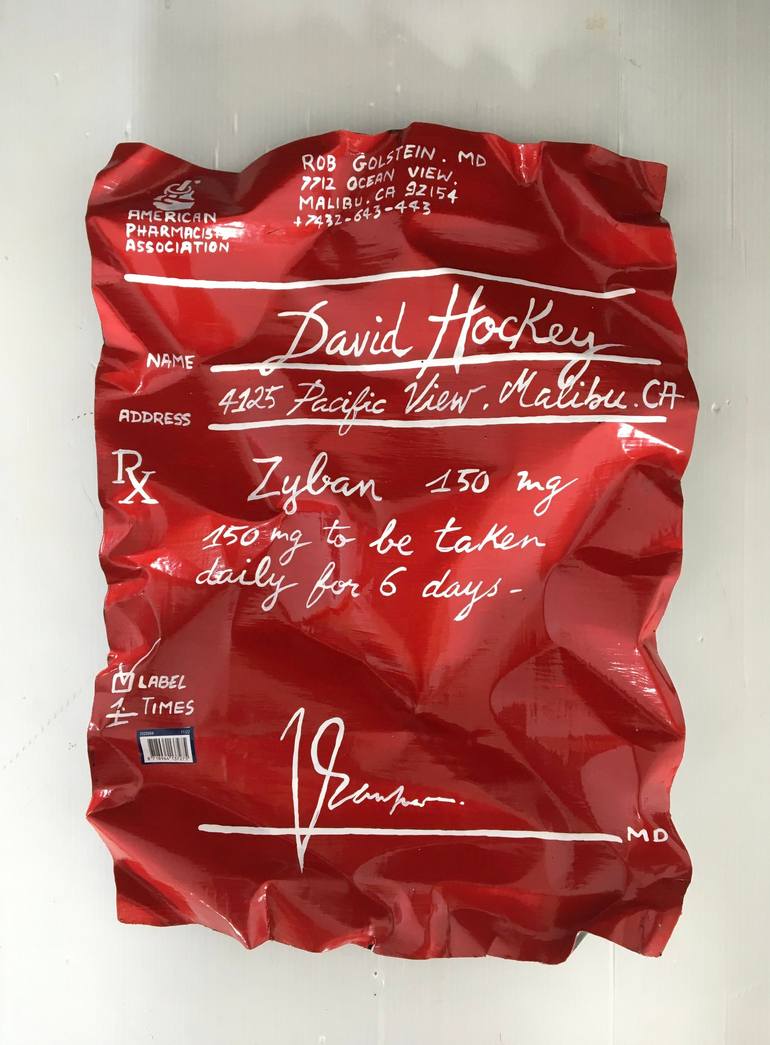 ROB GOLSTEIN. MD
7712 OCEAN VIEW.
MALIBU. CA 92154
+7432-643-443
AMERICAN
PHARMACISTS
ASSOCIATION
NAME David Hockey
ADDRESS 4125 Pacific View. Malibu. CA
Rx Zyban 150 mg
150 mg to be taken
daily for 6 days-
LABEL
1 TIMES
MD